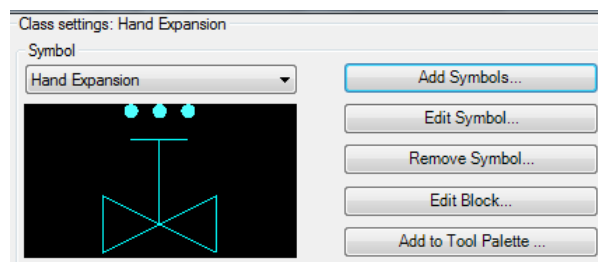 Class settings: Hand Expansion
Symbol
Hand Expansion
Add Symbols...
Edit Symbol...
Remove Symbol...
Edit Block...
Add to Tool Palette ...